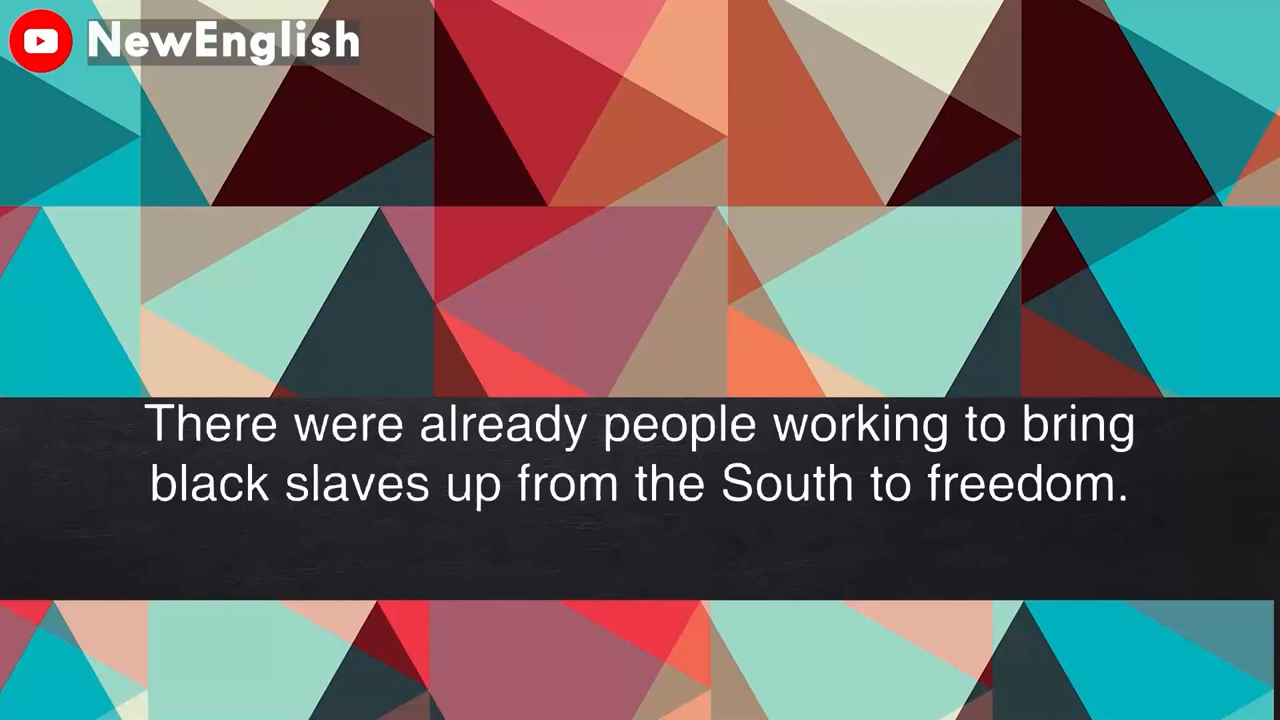 NewEnglish
There were already people working to bring
black slaves up from the South to freedom.